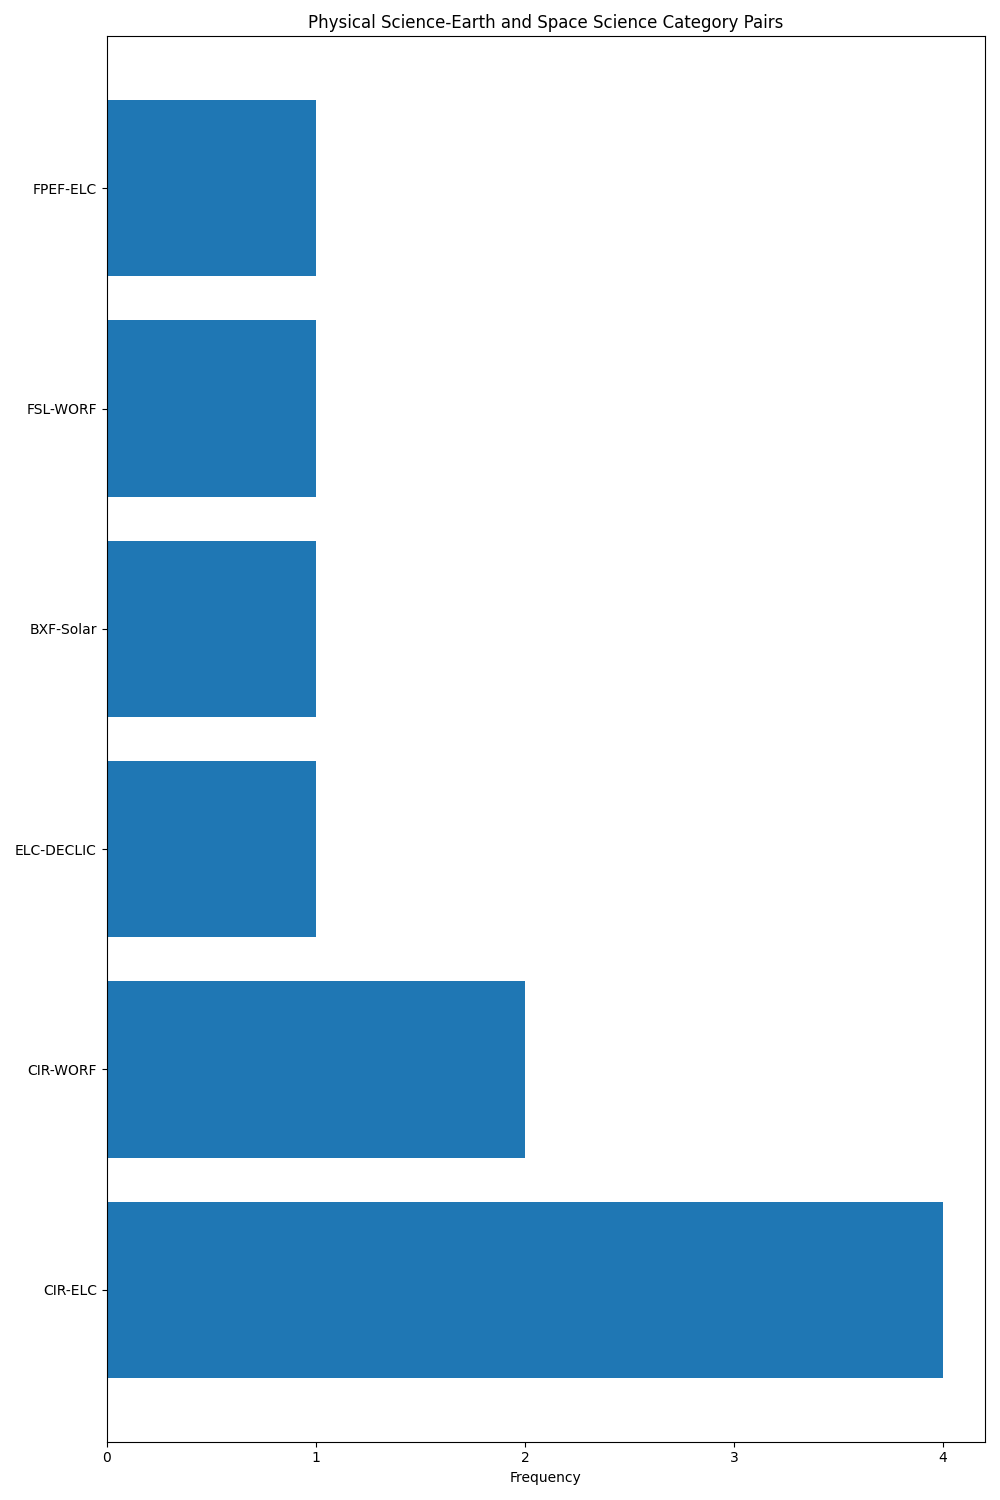 Physical Science-Earth and Space Science Category Pairs
FPEF-ELC
FSL-WORF
BXF-Solar
ELC-DECLIC
CIR-WORF
CIR-ELC
0 1 2 3 4
Frequency